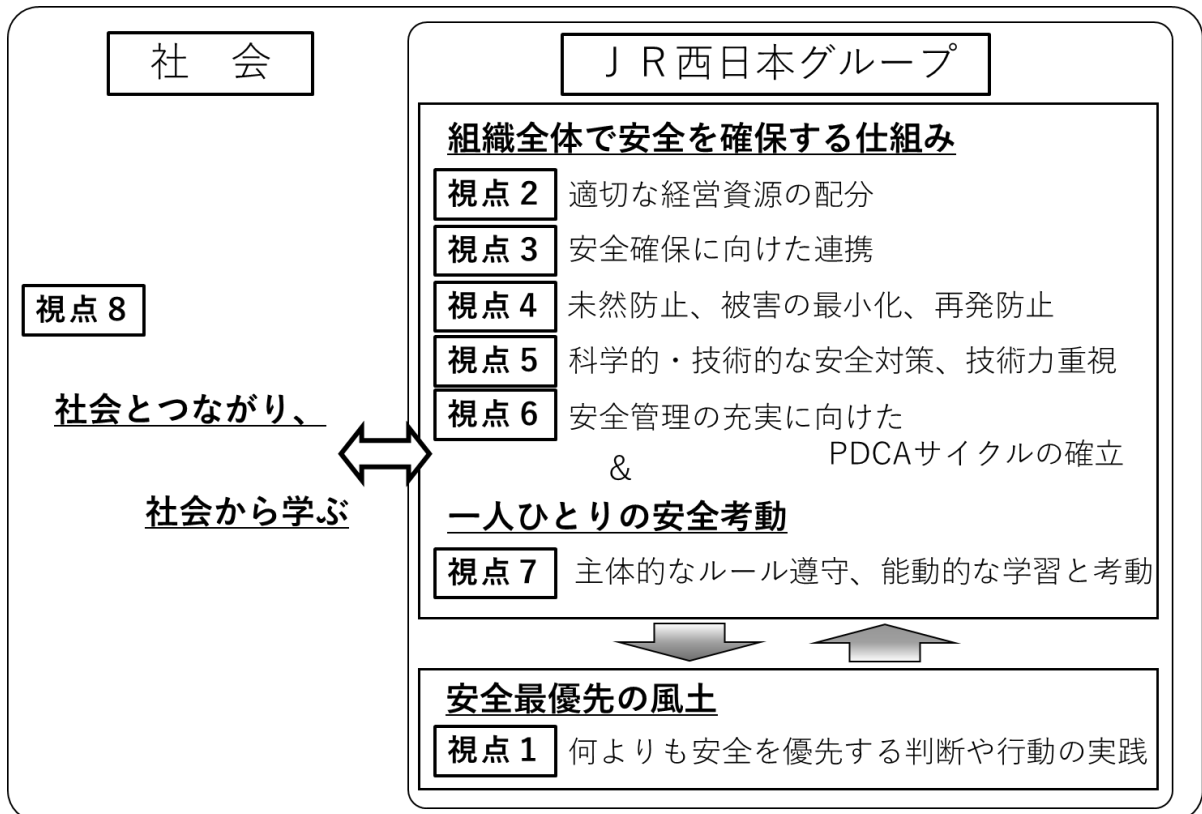 社　会
視点８
社会とつながり、
社会から学ぶ
ＪＲ西日本グループ
組織全体で安全を確保する仕組み
視点２ 適切な経営資源の配分
視点３ 安全確保に向けた連携
視点４ 未然防止、被害の最小化、再発防止
視点５ 科学的・技術的な安全対策、技術力重視
視点６ 安全管理の充実に向けた
PDCAサイクルの確立
&
一人ひとりの安全考動
視点７ 主体的なルール遵守、能動的な学習と考動
安全最優先の風土
視点１ 何よりも安全を優先する判断や行動の実践